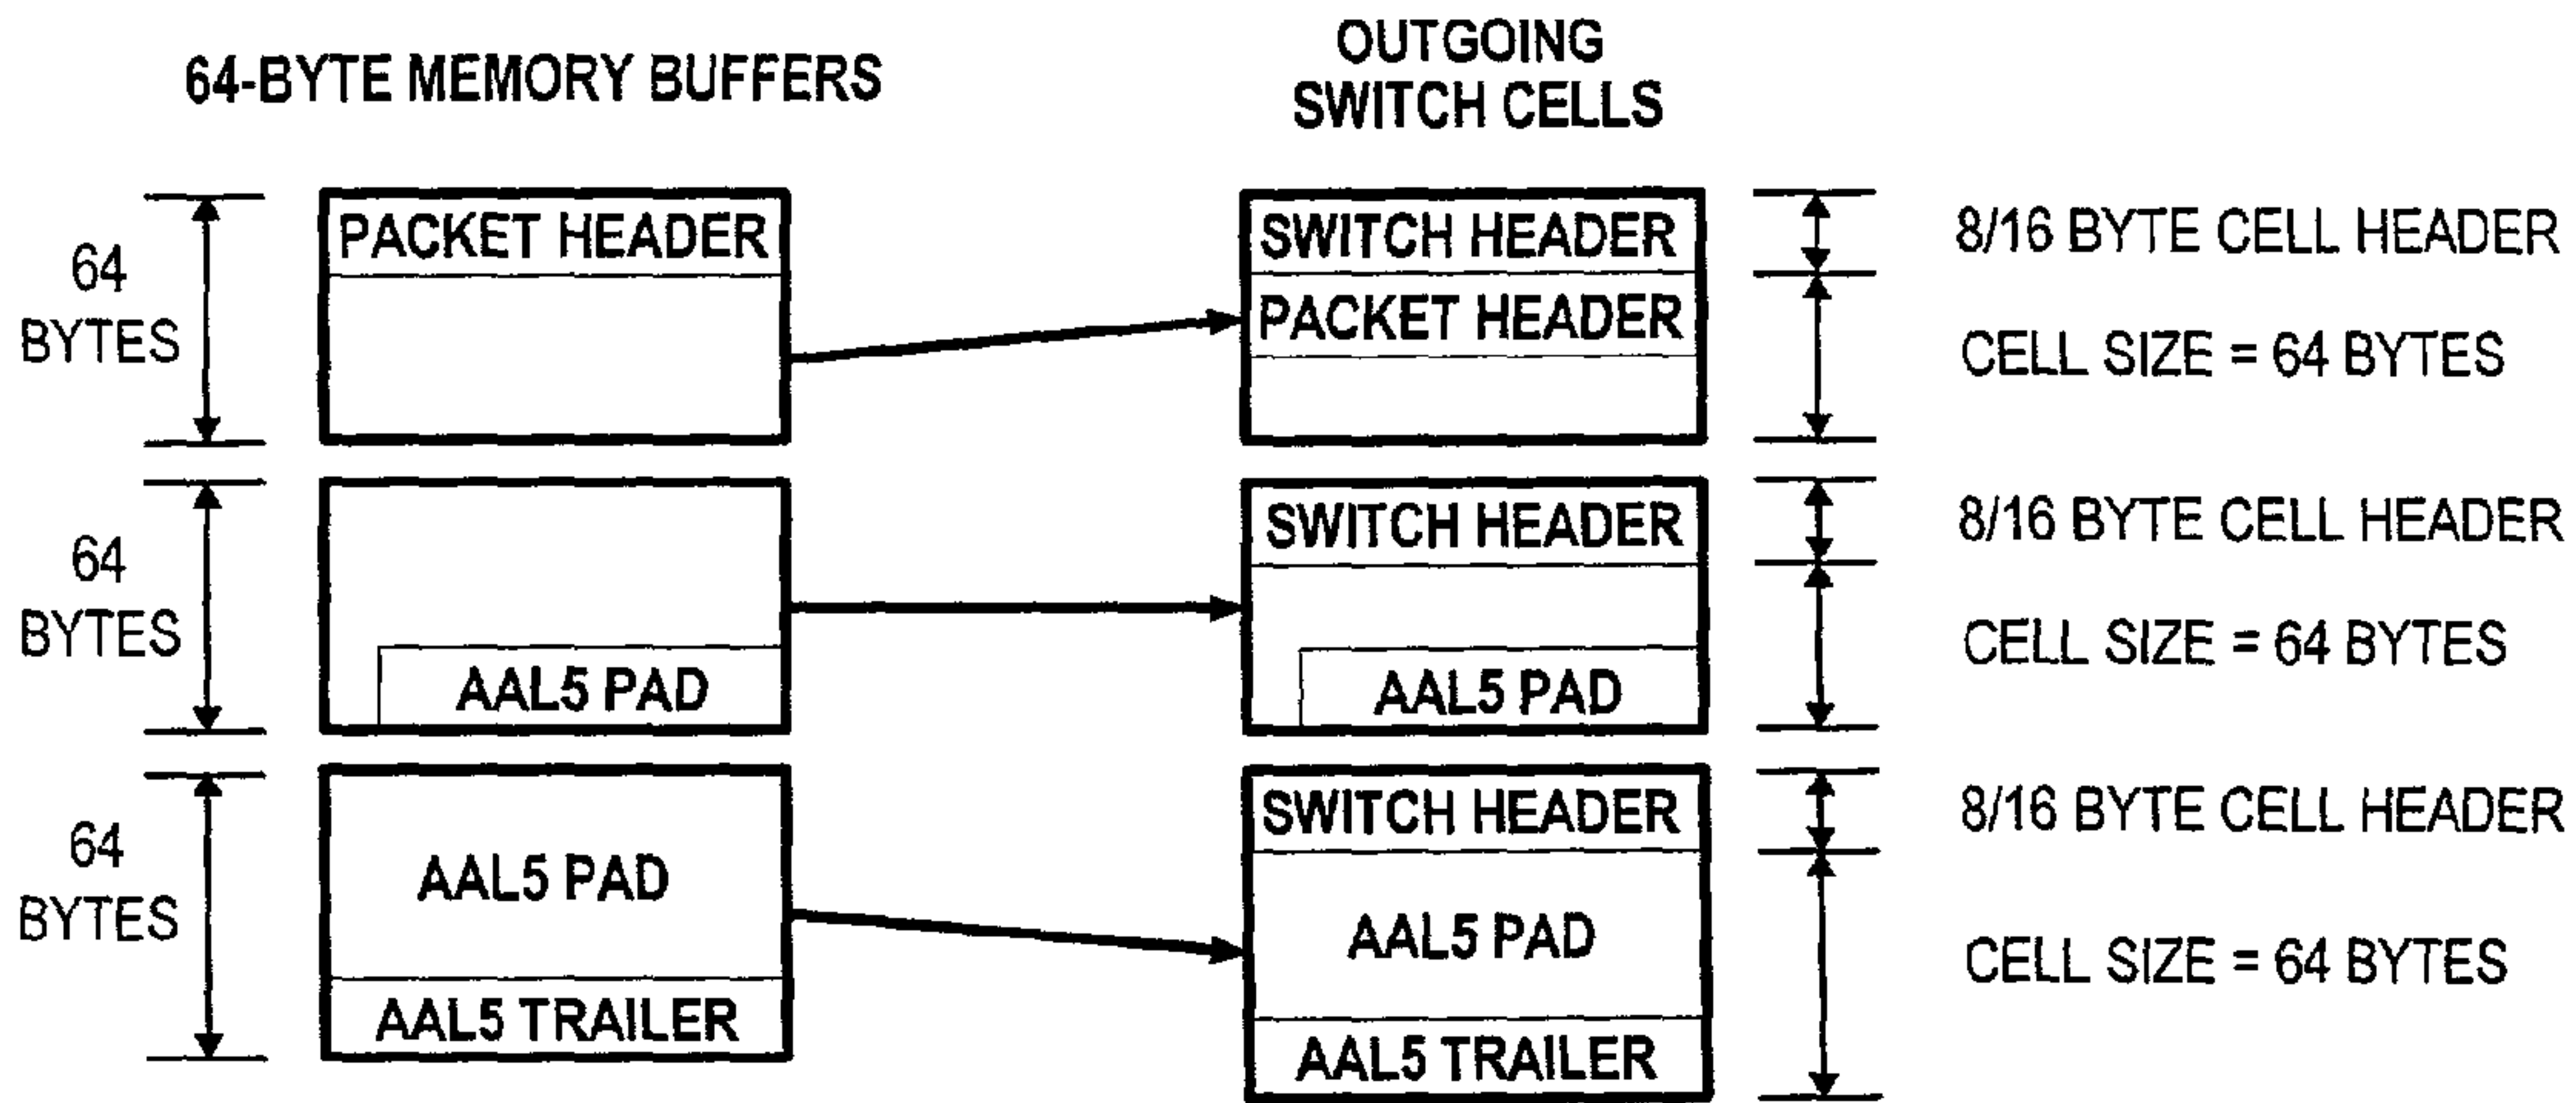 64-BYTE MEMORY BUFFERS
OUTGOING
SWITCH CELLS
64
BYTES
PACKET HEADER
SWITCH HEADER
PACKET HEADER
8/16 BYTE CELL HEADER
CELL SIZE = 64 BYTES
64
BYTES
AAL5 PAD
SWITCH HEADER
AAL5 PAD
8/16 BYTE CELL HEADER
CELL SIZE = 64 BYTES
64
BYTES
AAL5 PAD
AAL5 TRAILER
SWITCH HEADER
AAL5 PAD
AAL5 TRAILER
8/16 BYTE CELL HEADER
CELL SIZE = 64 BYTES